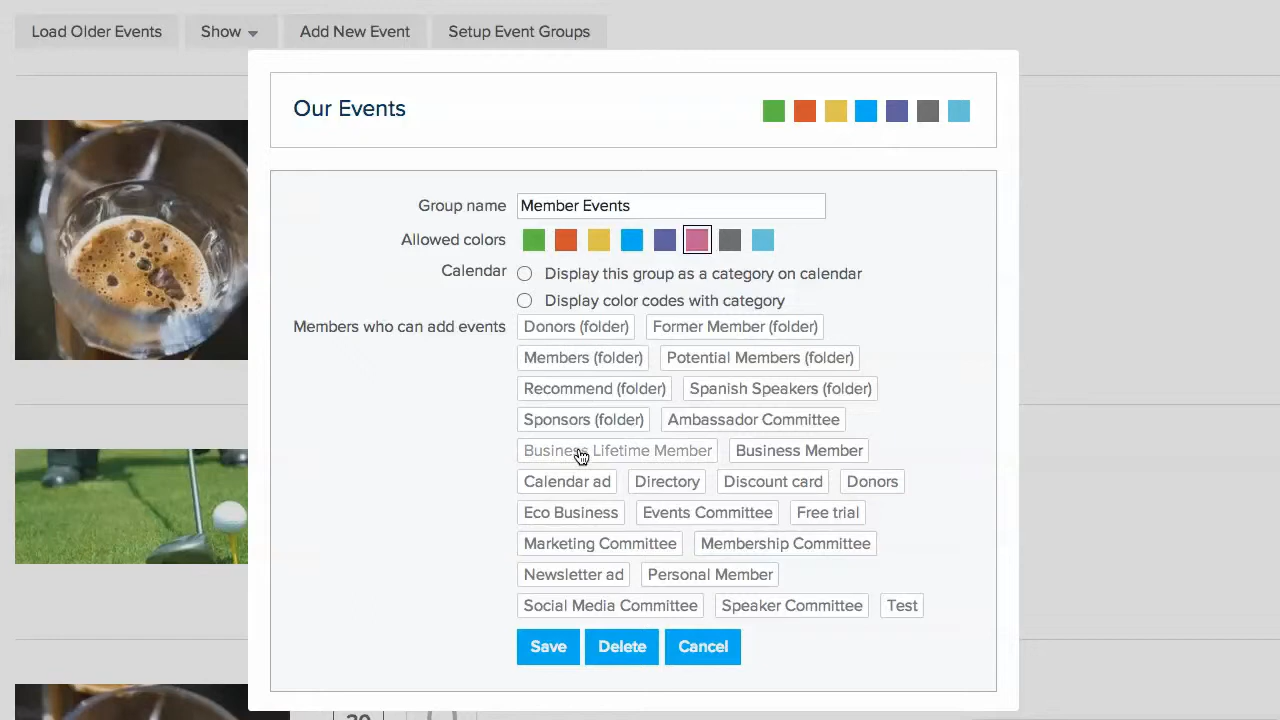 Load Older Events Show Add New Event Setup Event Groups
Our Events
Group name Member Events
Allowed colors
Calendar Display this group as a category on calendar
Display color codes with category
Members who can add events Donors (folder) Former Member (folder)
Members (folder) Potential Members (folder)
Recommend (folder) Spanish Speakers (folder)
Sponsors (folder) Ambassador Committee
Business Lifetime Member Business Member
Calendar ad Directory Discount card Donors
Eco Business Events Committee Free trial
Marketing Committee Membership Committee
Newsletter ad Personal Member
Social Media Committee Speaker Committee Test
Save Delete Cancel